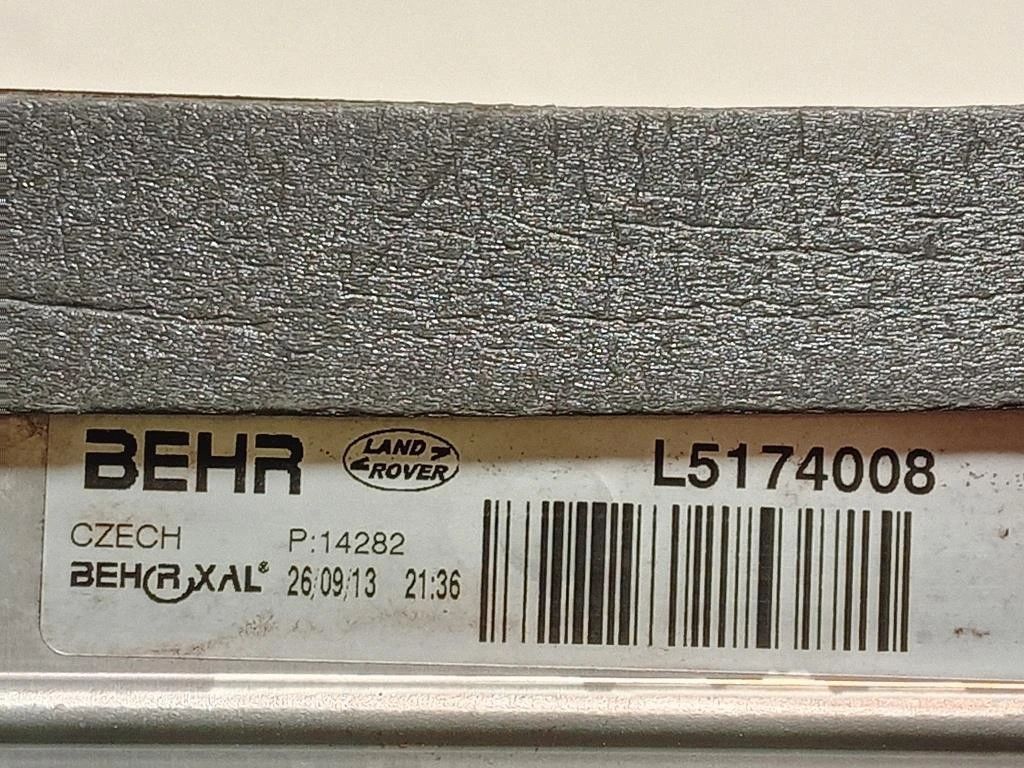 BEHR LAND ROVER L5174008
CZECH P:14282
BEHR XAL® 26/09/13 21:36